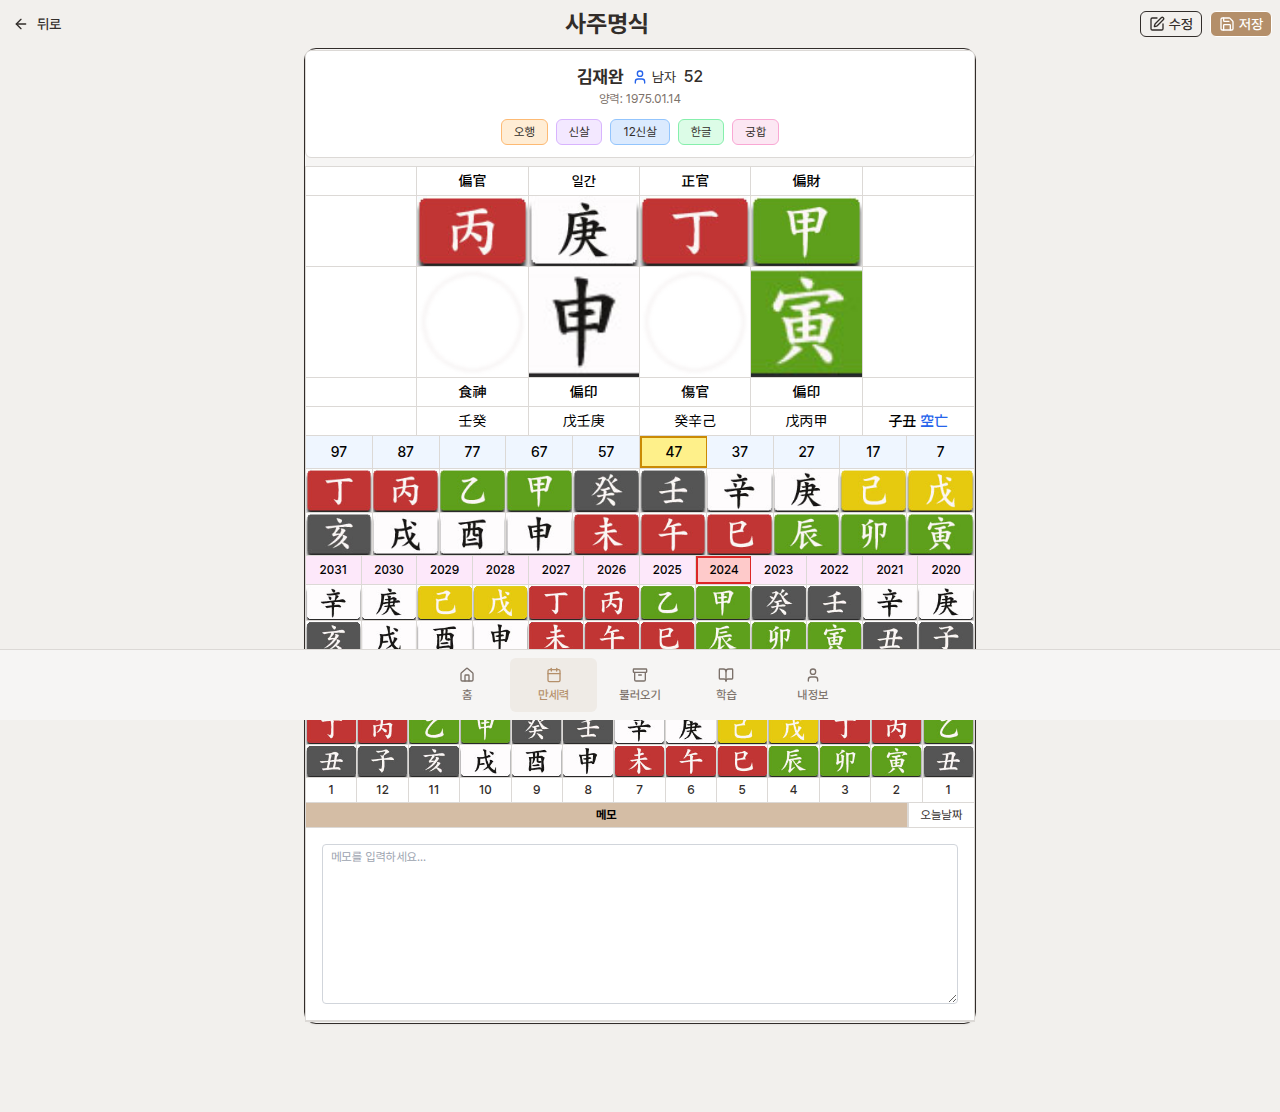 뒤로
사주명식
수정
저장
김재완 남자 52
양력: 1975.01.14
오행 신살 12신살 한글 궁합
偏官 일간 正官 偏財
丙 庚 丁 甲
申 寅
食神 偏印 傷官 偏印
壬癸 戊壬庚 癸辛己 戊丙甲 子丑 空亡
97 87 77 67 57 47 37 27 17 7
丁 丙 乙 甲 癸 壬 辛 庚 己 戊
亥 戌 酉 申 未 午 巳 辰 卯 寅
2031 2030 2029 2028 2027 2026 2025 2024 2023 2022 2021 2020
辛 庚 己 戊 丁 丙 乙 甲 癸 壬 辛 庚
亥 戌 酉 申 未 午 巳 辰 卯 寅 丑 子
홈 만세력 불러오기 학습 내정보
丁 丙 乙 甲 癸 壬 辛 庚 己 戊 丁 丙 乙
丑 子 亥 戌 酉 申 未 午 巳 辰 卯 寅 丑
1 12 11 10 9 8 7 6 5 4 3 2 1
메모 오늘날짜
메모를 입력하세요...